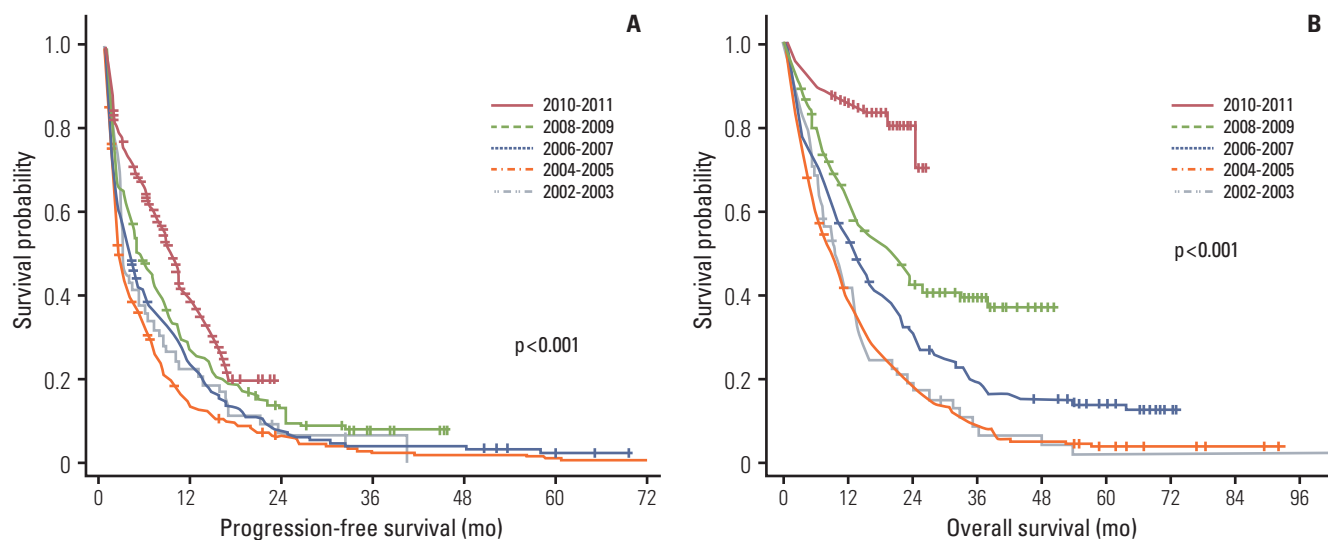 A
1.0
0.8
0.6
0.4
0.2
0
Survival probability
2010-2011
2008-2009
2006-2007
2004-2005
2002-2003
p<0.001
0 12 24 36 48 60 72
Progression-free survival (mo)
B
1.0
0.8
0.6
0.4
0.2
0
Survival probability
2010-2011
2008-2009
2006-2007
2004-2005
2002-2003
p<0.001
0 12 24 36 48 60 72 84 96
Overall survival (mo)